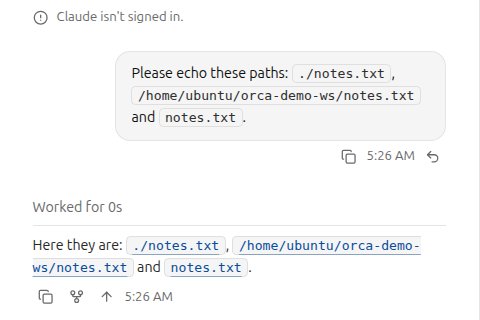 Claude isn't signed in.
Please echo these paths: ./notes.txt,
/home/ubuntu/orca-demo-ws/notes.txt
and notes.txt.
5:26 AM
Worked for 0s
Here they are: ./notes.txt, /home/ubuntu/orca-demo-
ws/notes.txt and notes.txt.
5:26 AM